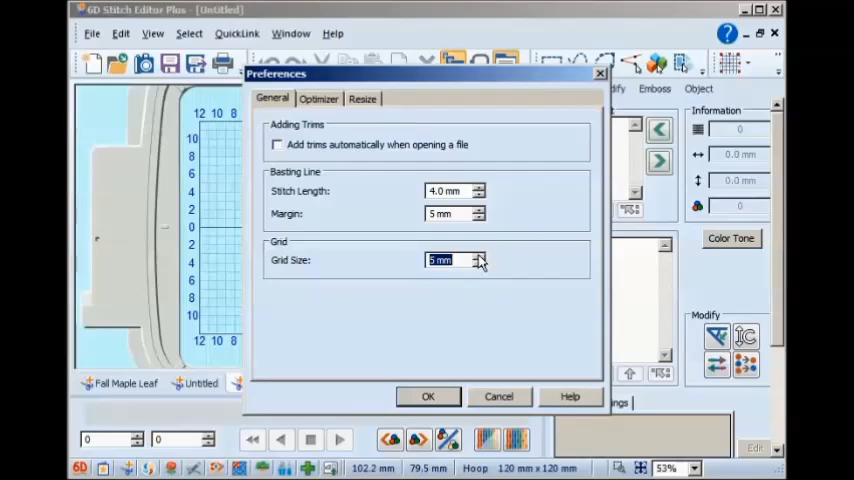 6D Stitch Editor Plus - [Untitled]
File Edit View Select QuickLink Window Help
Preferences
General Optimizer Resize
Adding Trims
Add trims automatically when opening a file
Basting Line
Stitch Length: 4.0 mm
Margin: 5 mm
Grid
Grid Size: 5 mm
OK Cancel Help
12 10 8
10
8
6
4
2
0
2
4
6
8
10
12 10 8
Emboss Object
Information
0
0.0 mm
0.0 mm
0
Color Tone
Modify
Fall Maple Leaf Untitled
0 0
Edit
6D 102.2 mm 79.5 mm Hoop 120 mm x 120 mm 53%